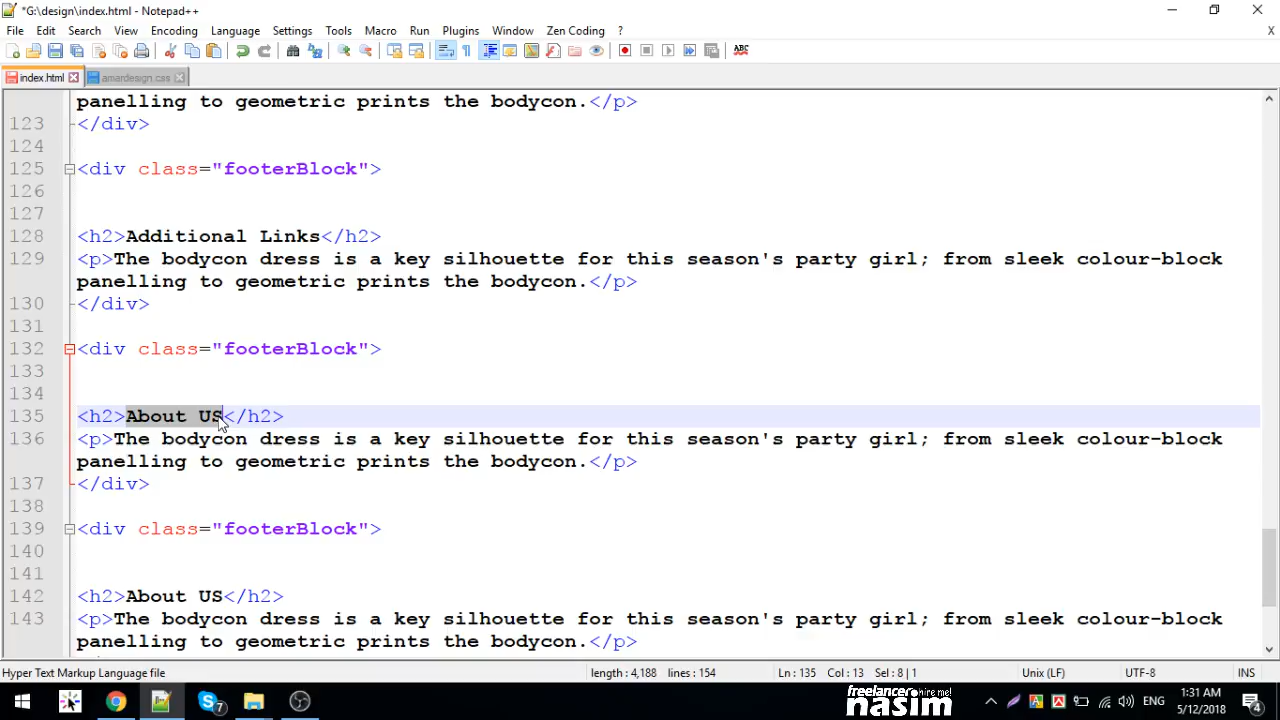 *G:\design\index.html - Notepad++
File Edit Search View Encoding Language Settings Tools Macro Run Plugins Window Zen Coding ?
X
ABC
index.html amardesign.css
panelling to geometric prints the bodycon.</p>
123 </div>
124
125 <div class="footerBlock">
126
127
128 <h2>Additional Links</h2>
129 <p>The bodycon dress is a key silhouette for this season's party girl; from sleek colour-block
panelling to geometric prints the bodycon.</p>
130 </div>
131
132 <div class="footerBlock">
133
134
135 <h2>About US</h2>
136 <p>The bodycon dress is a key silhouette for this season's party girl; from sleek colour-block
panelling to geometric prints the bodycon.</p>
137 </div>
138
139 <div class="footerBlock">
140
141
142 <h2>About US</h2>
143 <p>The bodycon dress is a key silhouette for this season's party girl; from sleek colour-block
panelling to geometric prints the bodycon.</p>
Hyper Text Markup Language file length : 4,188 lines : 154 Ln : 135 Col : 13 Sel : 8 | 1 Unix (LF) UTF-8 INS
7
freelancer hire me!
nasim
ENG
1:31 AM
5/12/2018
4